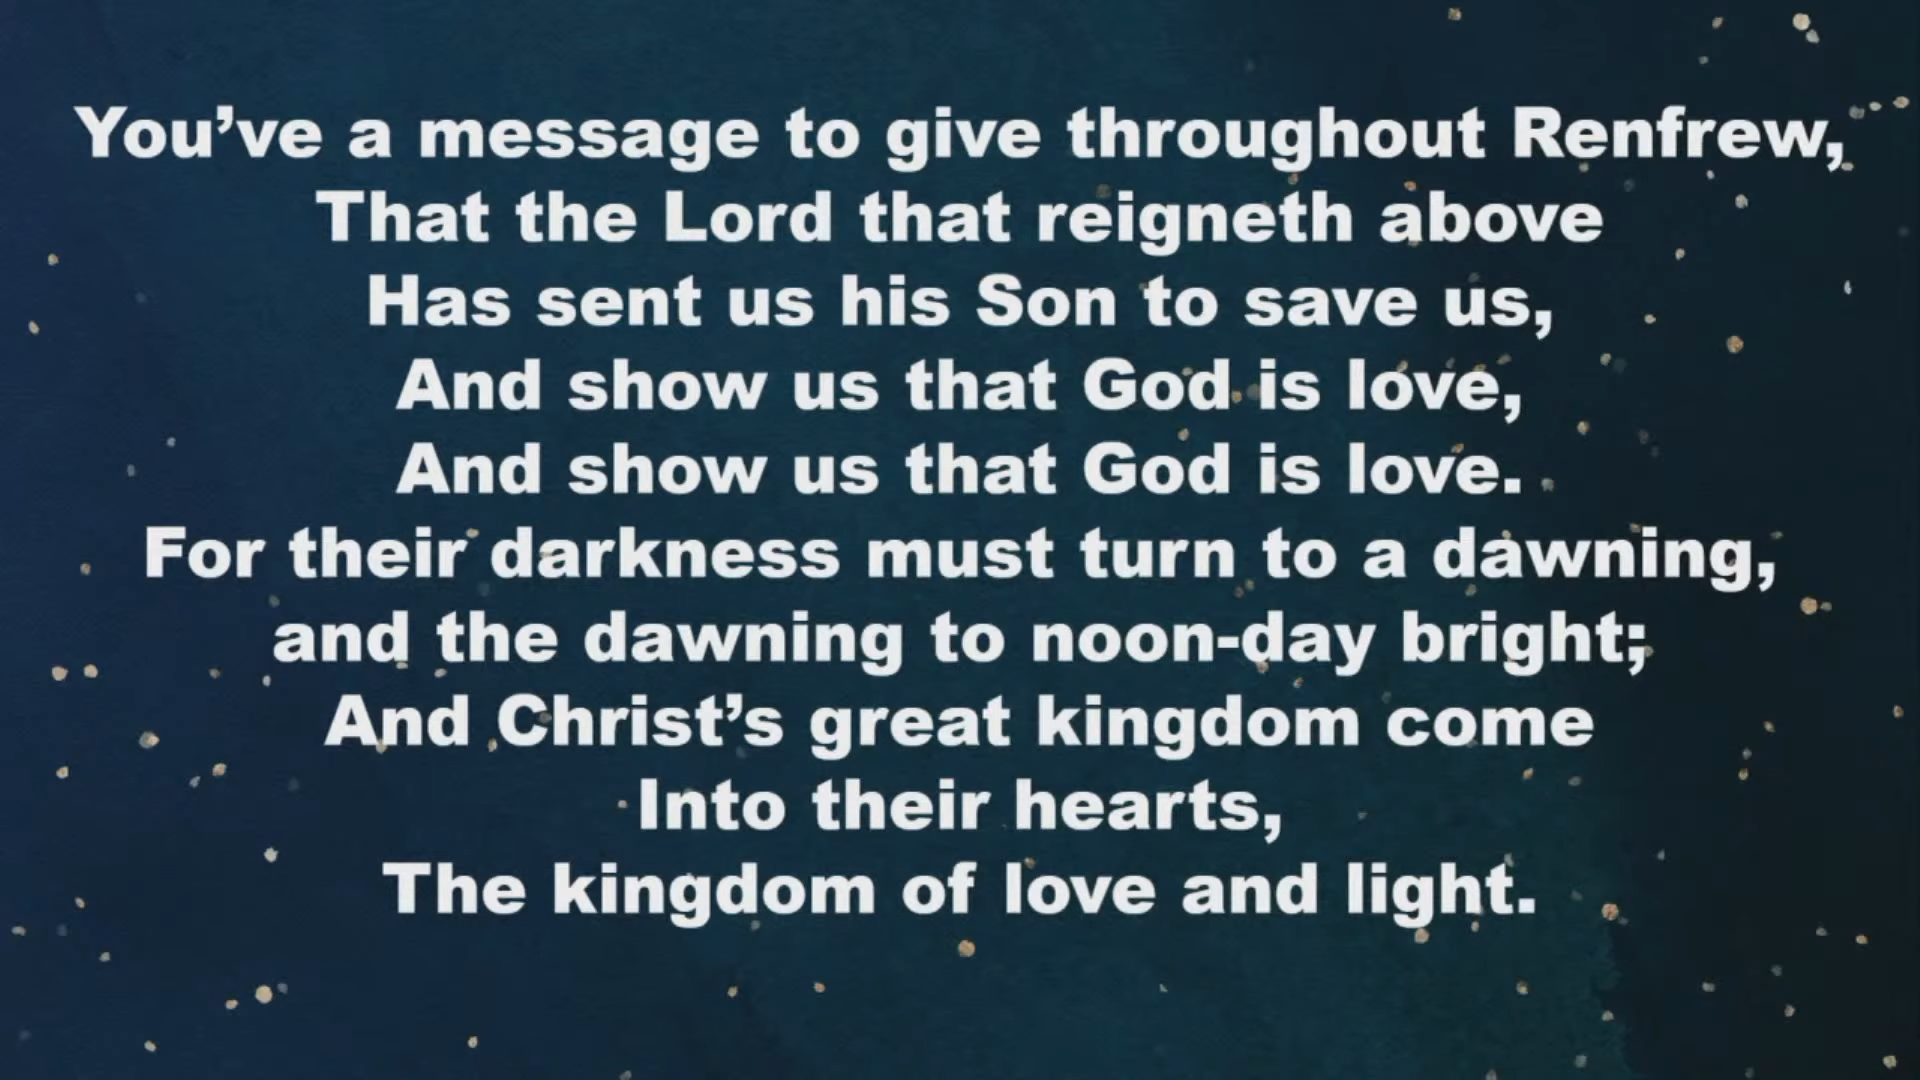 You’ve a message to give throughout Renfrew,
That the Lord that reigneth above
Has sent us his Son to save us,
And show us that God is love,
And show us that God is love.
For their darkness must turn to a dawning,
and the dawning to noon-day bright;
And Christ’s great kingdom come
Into their hearts,
The kingdom of love and light.